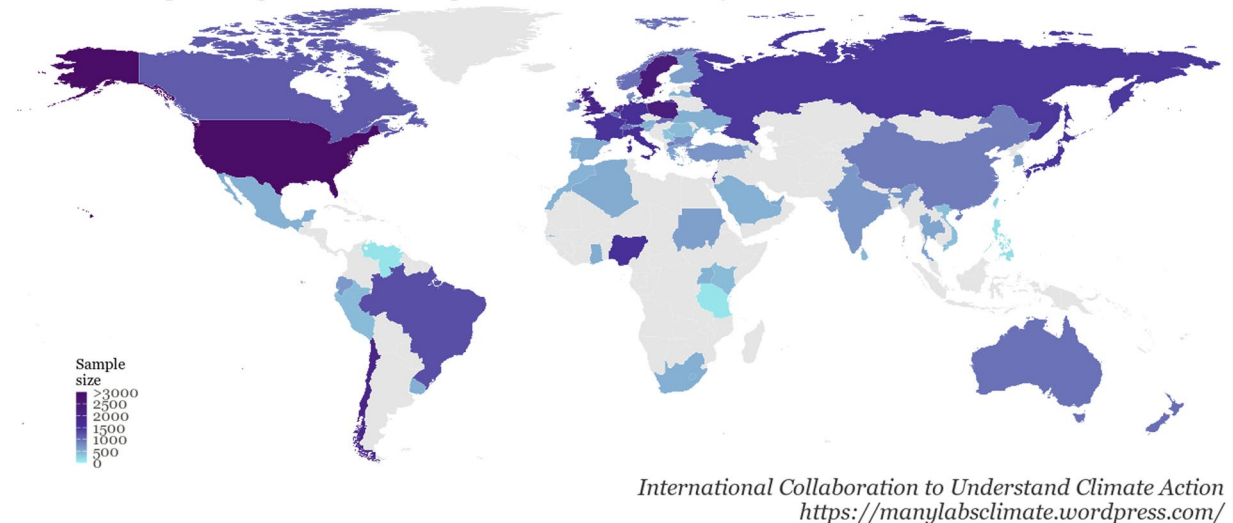 Sample
size
>3000
2500
2000
1500
1000
500
0
International Collaboration to Understand Climate Action
https://manylabsclimate.wordpress.com/